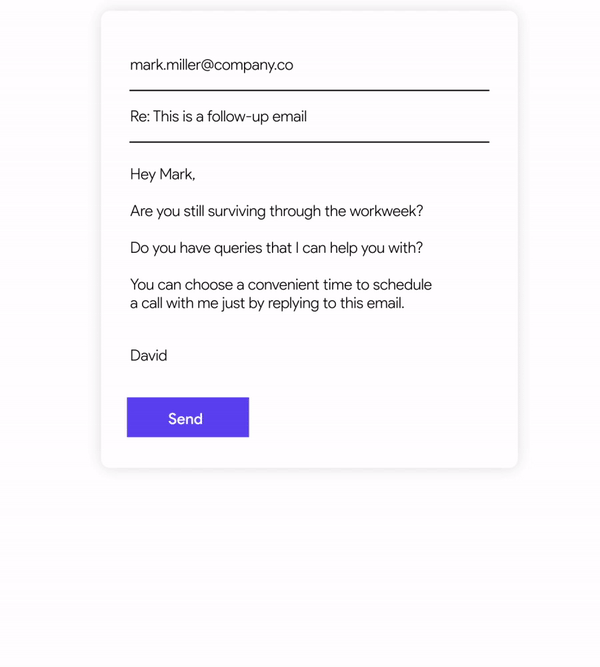 mark.miller@company.co
Re: This is a follow-up email
Hey Mark,
Are you still surviving through the workweek?
Do you have queries that I can help you with?
You can choose a convenient time to schedule
a call with me just by replying to this email.
David
Send